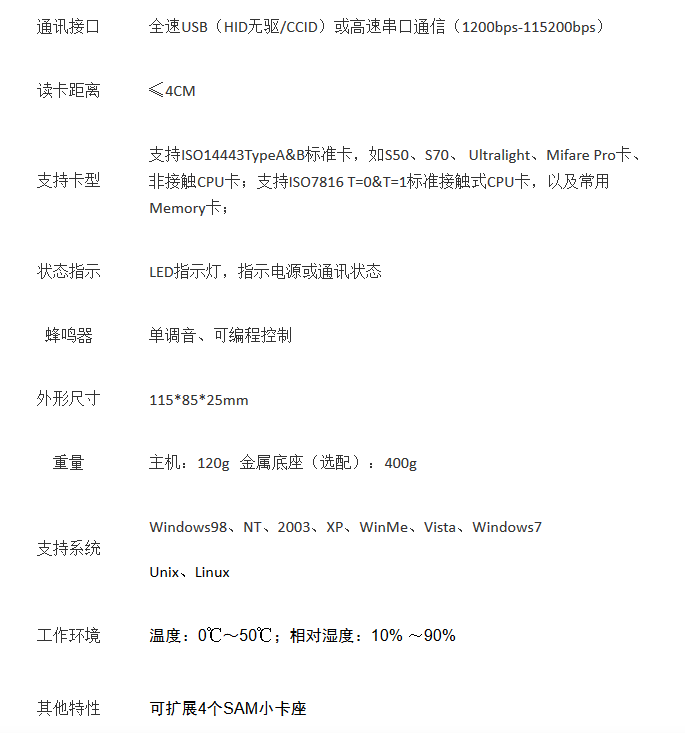 通讯接口 全速USB（HID无驱/CCID）或高速串口通信（1200bps-115200bps）
读卡距离 ≤4CM
支持卡型 支持ISO14443TypeA&B标准卡，如S50、S70、 Ultralight、Mifare Pro卡、
非接触CPU卡；支持ISO7816 T=0&T=1标准接触式CPU卡，以及常用
Memory卡；
状态指示 LED指示灯，指示电源或通讯状态
蜂鸣器 单调音、可编程控制
外形尺寸 115*85*25mm
重量 主机：120g 金属底座（选配）：400g
支持系统 Windows98、NT、2003、XP、WinMe、Vista、Windows7
Unix、Linux
工作环境 温度：0℃～50℃；相对湿度：10% ～90%
其他特性 可扩展4个SAM小卡座